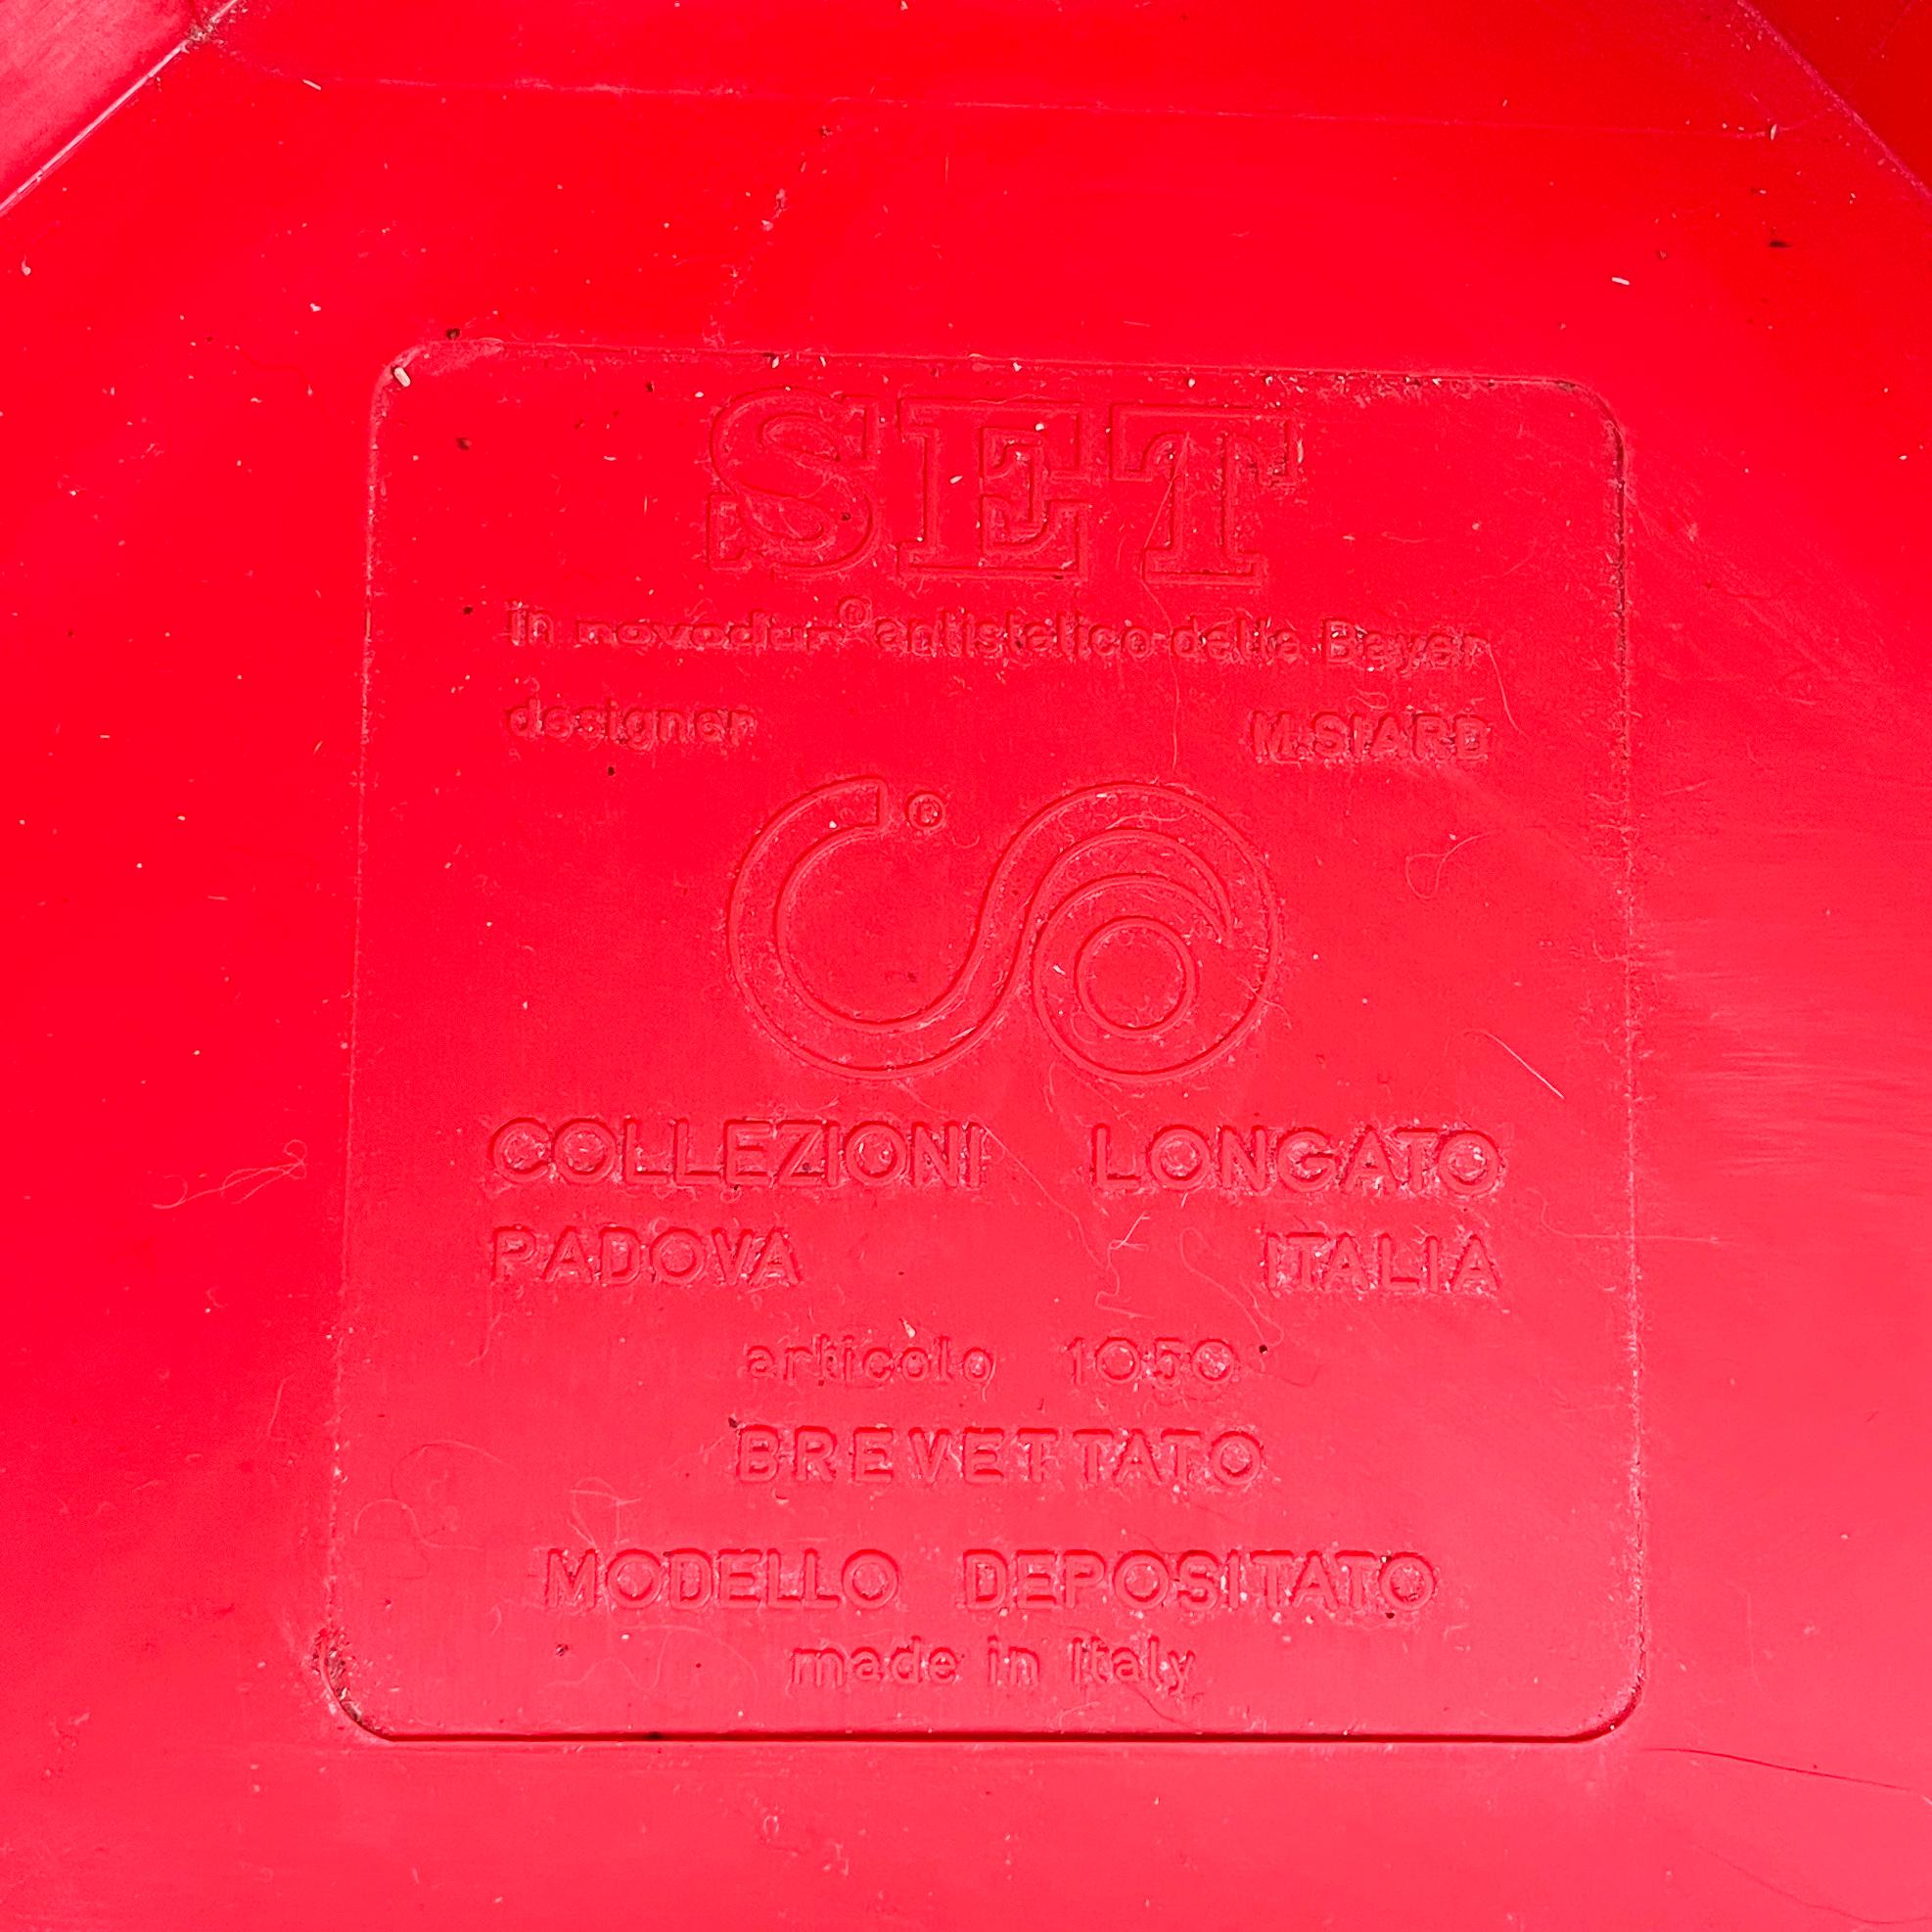 SET
in novodur® antistatico della Bayer
designer M.SIARD
®
COLLEZIONI LONGATO
PADOVA ITALIA
articolo 1050
BREVETTATO
MODELLO DEPOSITATO
made in Italy